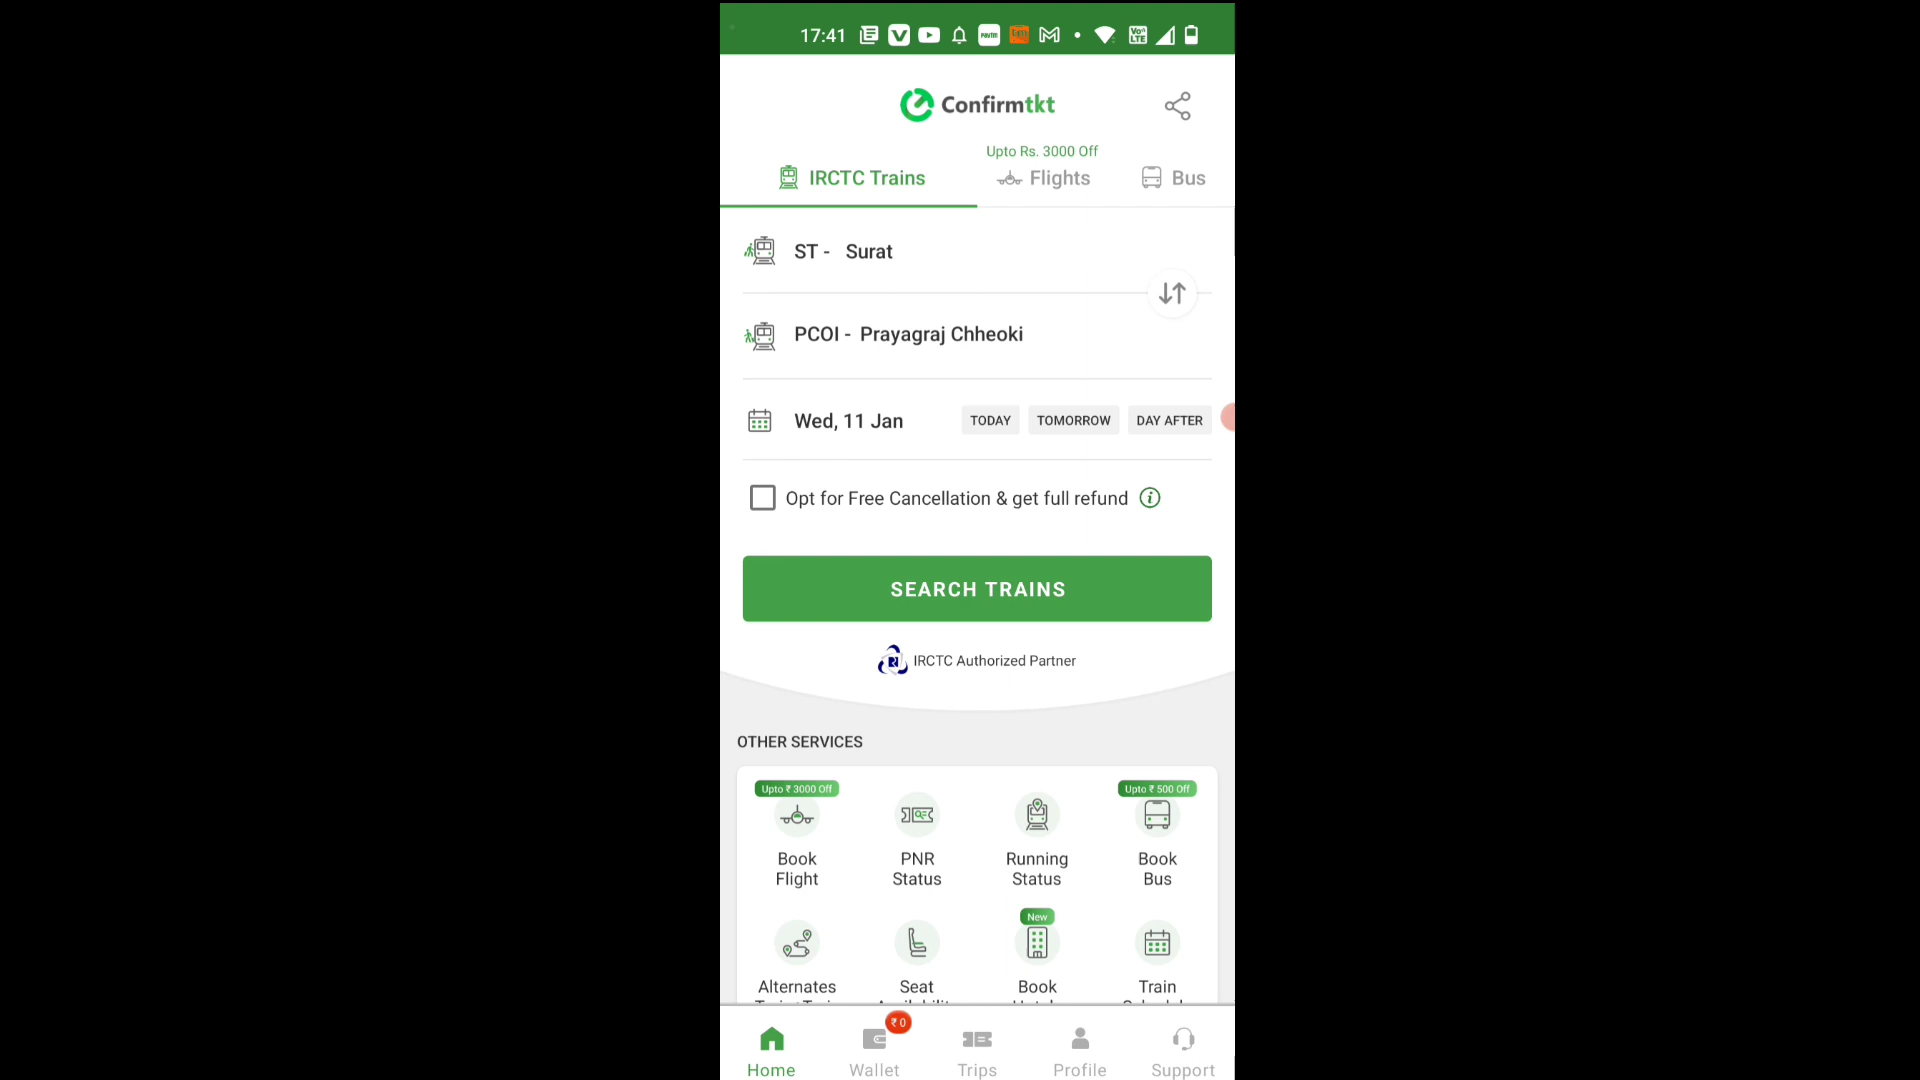 17:41
Confirmtkt
Upto Rs. 3000 Off
IRCTC Trains
Flights
Bus
ST - Surat
PCOI - Prayagraj Chheoki
Wed, 11 Jan
TODAY
TOMORROW
DAY AFTER
Opt for Free Cancellation & get full refund
SEARCH TRAINS
IRCTC Authorized Partner
OTHER SERVICES
Upto ₹ 3000 Off
Upto ₹ 500 Off
Book
Flight
PNR
Status
Running
Status
Book
Bus
New
Alternates
Seat
Book
Train
₹ 0
Home
Wallet
Trips
Profile
Support